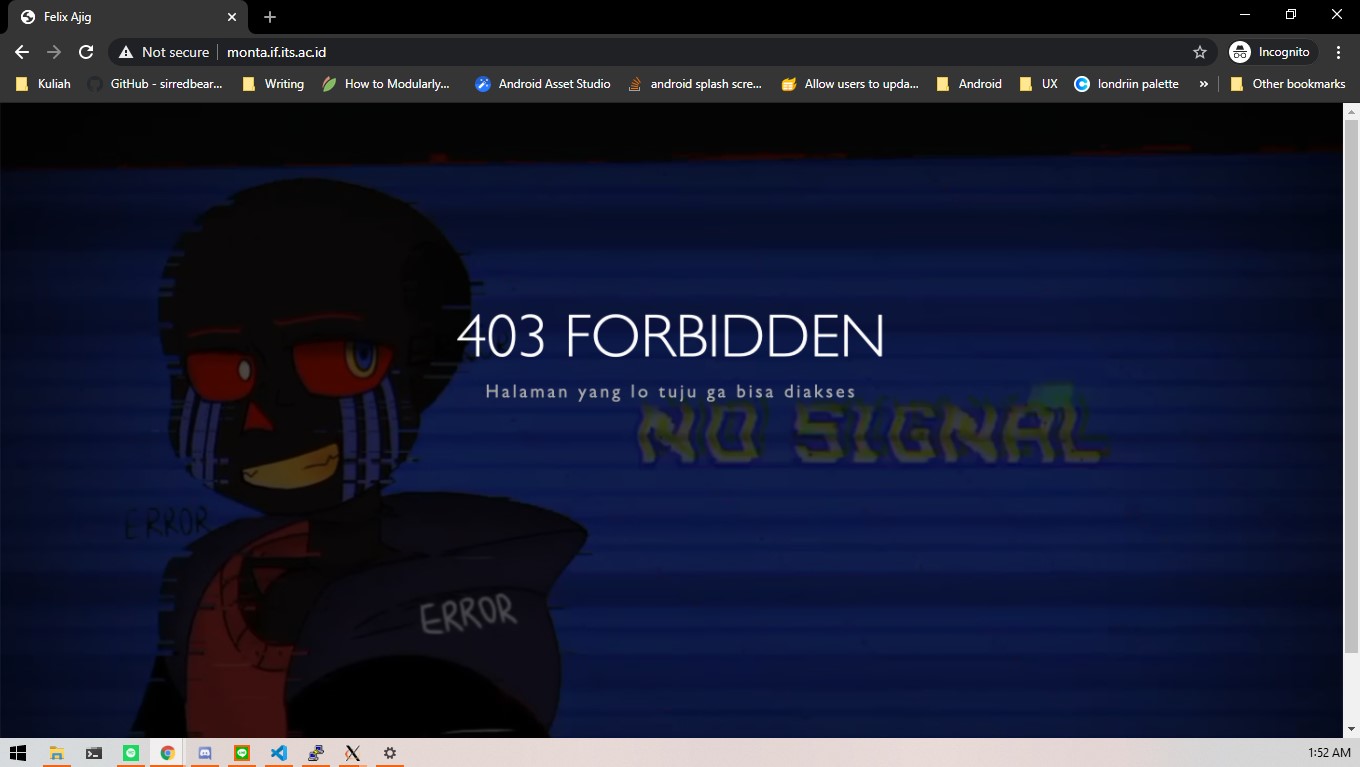 Felix Ajig
Not secure
monta.if.its.ac.id
Incognito
Kuliah
GitHub - sirredbear...
Writing
How to Modularly...
Android Asset Studio
android splash scre...
Allow users to upda...
Android
UX
londriin palette
»
Other bookmarks
403 FORBIDDEN
Halaman yang lo tuju ga bisa diakses
NO SIGNAL
ERROR
ERROR
1:52 AM